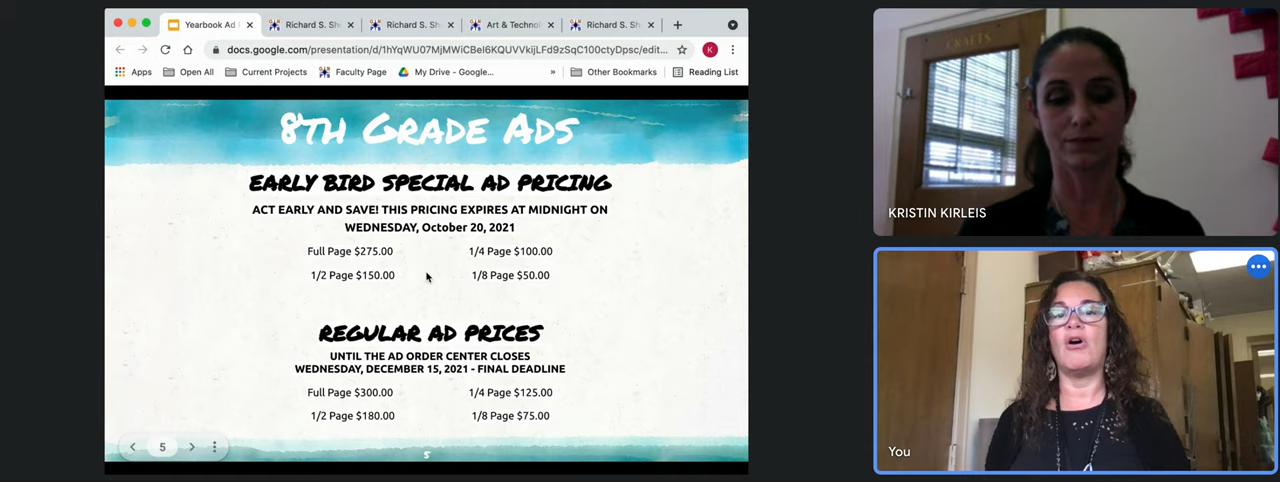 Yearbook Ad
Richard S. Sh
Richard S. Sh
Art & Technol
Richard S. Sh
docs.google.com/presentation/d/1hYqWU07MjMWiCBel6KQUVVkijLFd9zSqC100ctyDpsc/edit...
K
Apps
Open All
Current Projects
Faculty Page
My Drive - Google...
»
Other Bookmarks
Reading List
8th Grade Ads
EARLY BIRD SPECIAL AD PRICING
ACT EARLY AND SAVE! THIS PRICING EXPIRES AT MIDNIGHT ON
WEDNESDAY, October 20, 2021
Full Page $275.00 1/4 Page $100.00
1/2 Page $150.00 1/8 Page $50.00
REGULAR AD PRICES
UNTIL THE AD ORDER CENTER CLOSES
WEDNESDAY, DECEMBER 15, 2021 - FINAL DEADLINE
Full Page $300.00 1/4 Page $125.00
1/2 Page $180.00 1/8 Page $75.00
5
5
CRAFTS
KRISTIN KIRLEIS
You